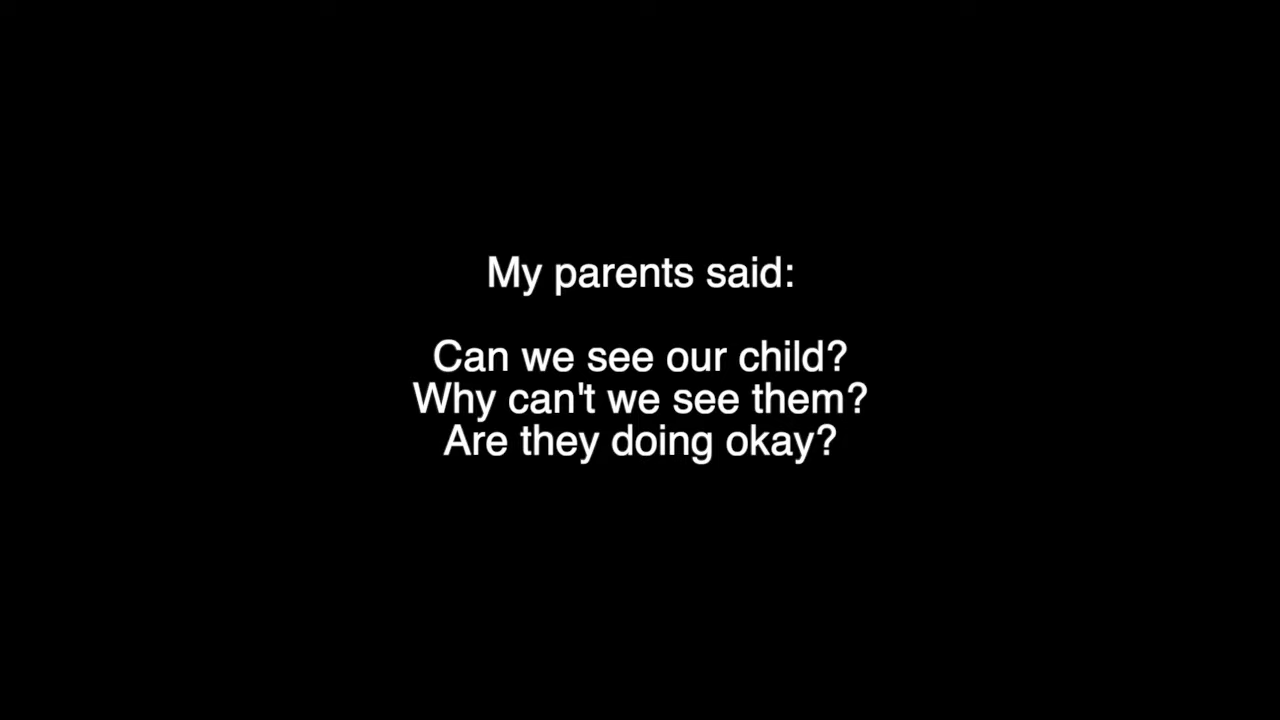 My parents said:
Can we see our child?
Why can't we see them?
Are they doing okay?